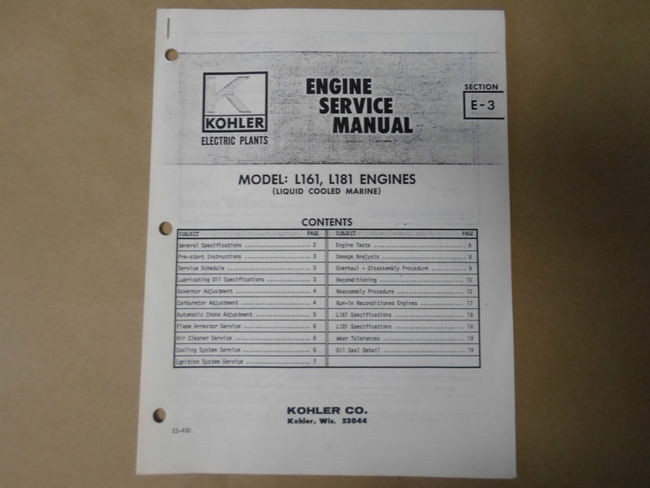 K
KOHLER
ELECTRIC PLANTS
ENGINE
SERVICE
MANUAL
SECTION
E-3
MODEL: L161, L181 ENGINES
(LIQUID COOLED MARINE)
CONTENTS
SUBJECT PAGE
General Specifications 2
Pre-start Instructions 3
Service Schedule 3
Lubricating Oil Specifications 3
Governor Adjustment 4
Carburetor Adjustment 4
Automatic Choke Adjustment 5
Flame Arrestor Service 6
Air Cleaner Service 6
Cooling System Service 6
Ignition System Service 7
SUBJECT PAGE
Engine Tests
Damage Analysis
Overhaul - Disassembly Procedure
Reconditioning
Reassembly Procedure 12
Run-in Reconditioned Engines 17
L161 Specifications 18
L181 Specifications 18
Wear Tolerances 19
Oil Seal Detail 19
KOHLER CO.
Kohler, Wis. 53044